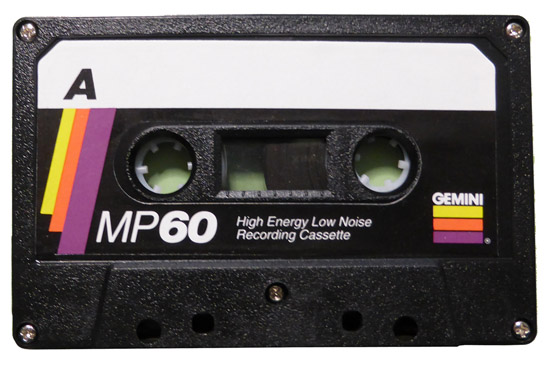 A
GEMINI
MP60
High Energy Low Noise
Recording Cassette